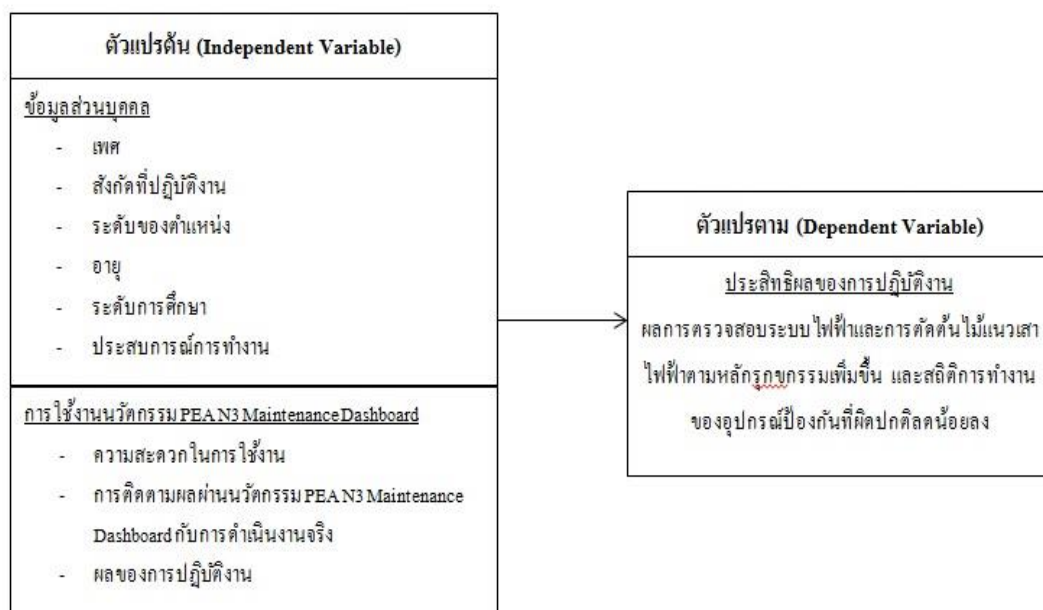 ตัวแปรต้น (Independent Variable)
ข้อมูลส่วนบุคคล
- เพศ
- สังกัดที่ปฏิบัติงาน
- ระดับของตำแหน่ง
- อายุ
- ระดับการศึกษา
- ประสบการณ์การทำงาน
การใช้งานนวัตกรรม PEA N3 Maintenance Dashboard
- ความสะดวกในการใช้งาน
- การติดตามผลผ่านนวัตกรรม PEA N3 Maintenance
Dashboard กับการดำเนินงานจริง
- ผลของการปฏิบัติงาน
ตัวแปรตาม (Dependent Variable)
ประสิทธิผลของการปฏิบัติงาน
ผลการตรวจสอบระบบไฟฟ้าและการตัดต้นไม้แนวเสา
ไฟฟ้าตามหลักรุกขกรรมเพิ่มขึ้น และสถิติการทำงาน
ของอุปกรณ์ป้องกันที่ผิดปกติลดน้อยลง